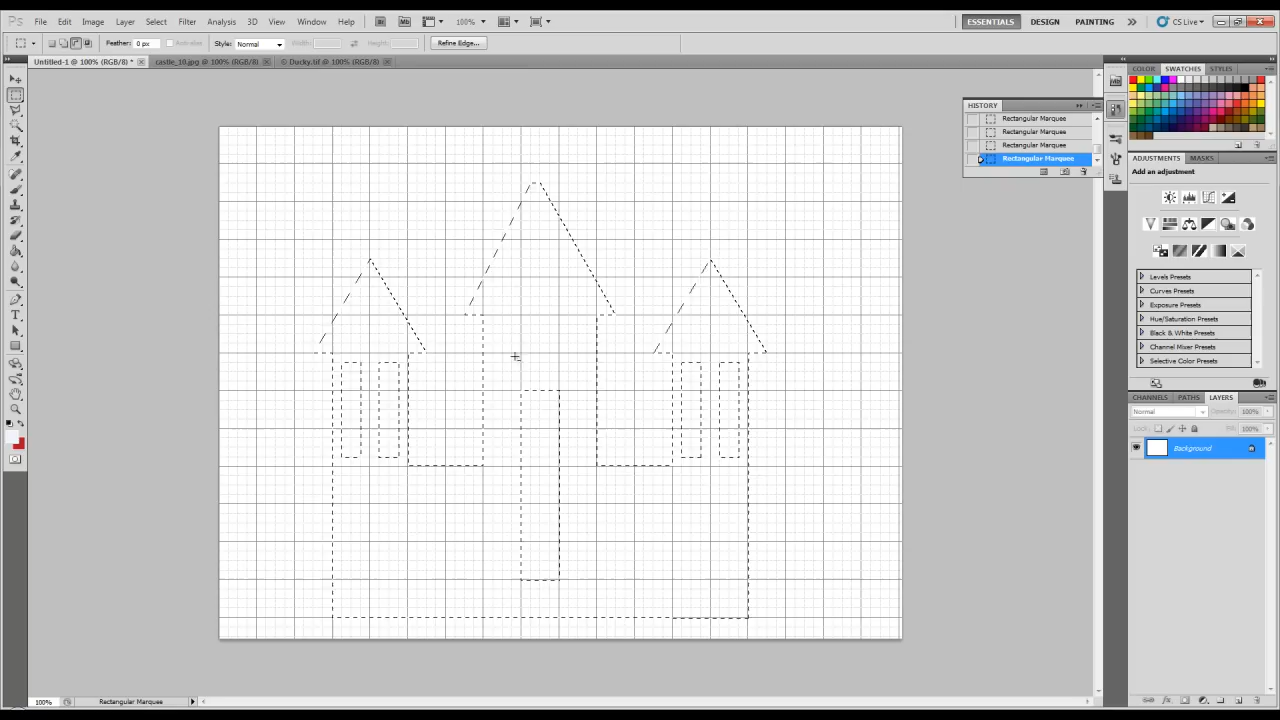 Ps File Edit Image Layer Select Filter Analysis 3D View Window Help Br Mb 100% ESSENTIALS DESIGN PAINTING CS Live
Feather: 0 px Anti-alias Style: Normal Width: Height: Refine Edge...
Untitled-1 @ 100% (RGB/8) * castle_18.jpg @ 100% (RGB/8) © Ducky.tif @ 100% (RGB/8)
COLOR SWATCHES STYLES
HISTORY
Rectangular Marquee
Rectangular Marquee
Rectangular Marquee
Rectangular Marquee
ADJUSTMENTS MASKS
Add an adjustment
Levels Presets
Curves Presets
Exposure Presets
Hue/Saturation Presets
Black & White Presets
Channel Mixer Presets
Selective Color Presets
CHANNELS PATHS LAYERS
Normal Opacity: 100%
Lock: Fill: 100%
Background
100% Rectangular Marquee